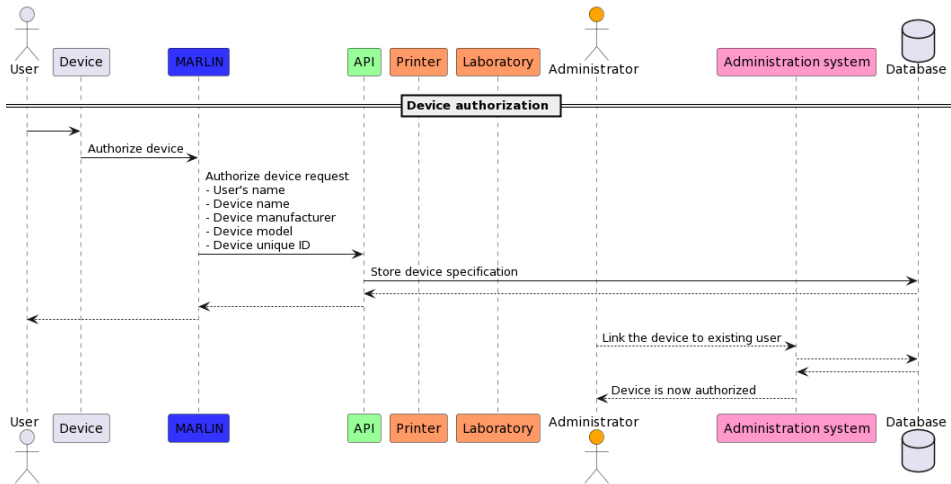 User
Device
MARLIN
API
Printer
Laboratory
Administrator
Administration system
Database
Device authorization
Authorize device
Authorize device request
- User's name
- Device name
- Device manufacturer
- Device model
- Device unique ID
Store device specification
Link the device to existing user
Device is now authorized
User
Device
MARLIN
API
Printer
Laboratory
Administrator
Administration system
Database